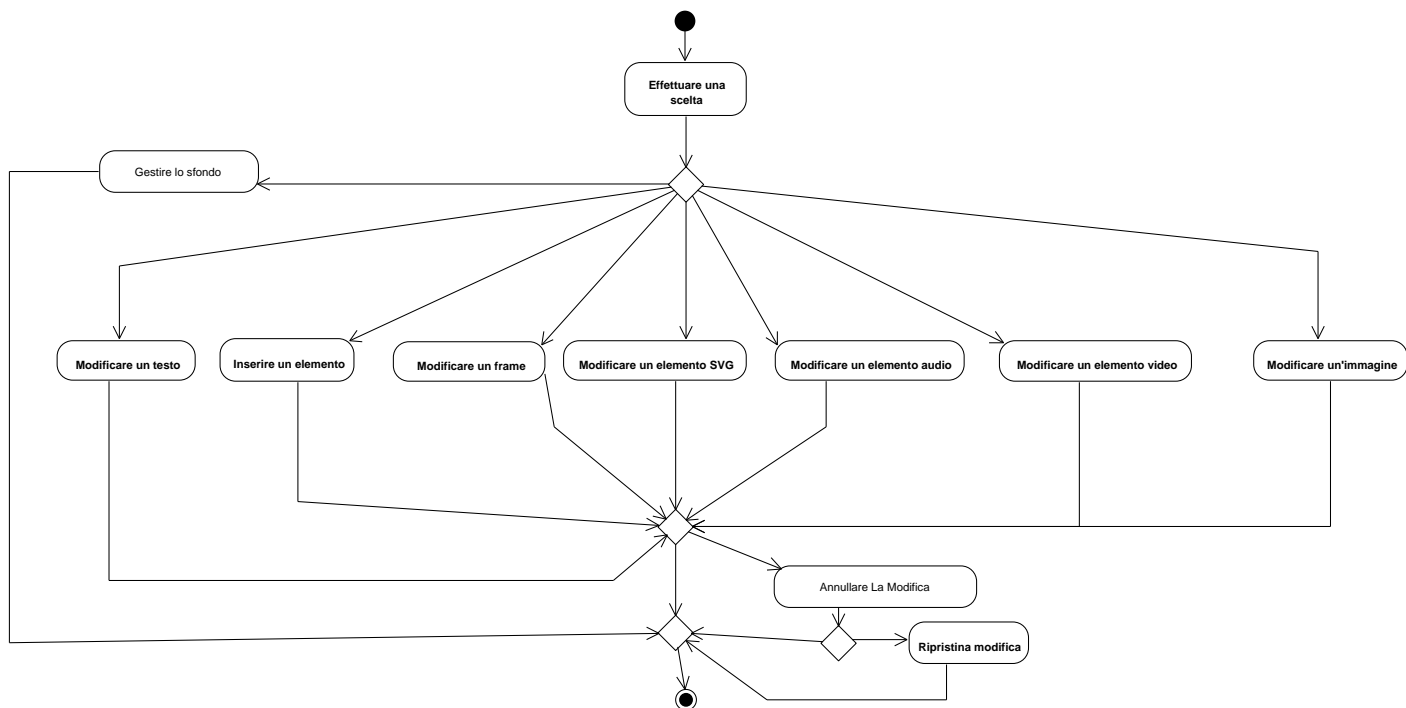 Effettuare una
scelta
Gestire lo sfondo
Modificare un testo
Inserire un elemento
Modificare un frame
Modificare un elemento SVG
Modificare un elemento audio
Modificare un elemento video
Modificare un'immagine
Annullare La Modifica
Ripristina modifica